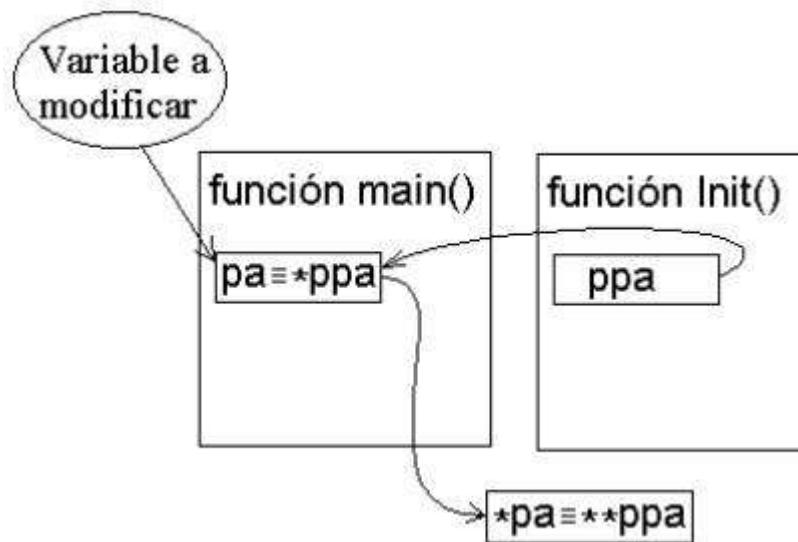 Variable a
modificar
función main()
función Init()
pa≡*ppa
ppa
*pa≡**ppa